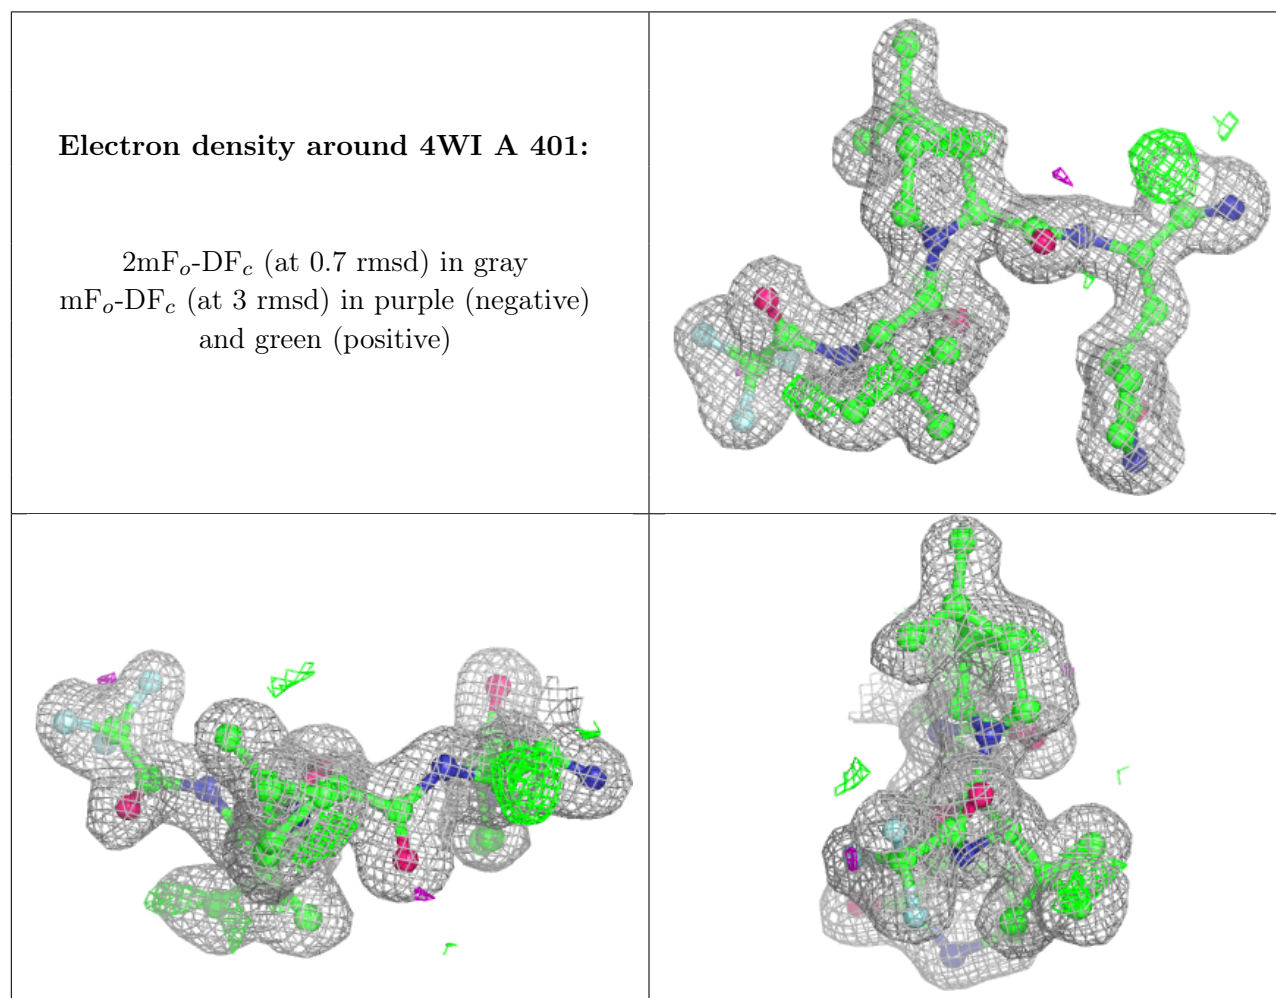 Electron density around 4WI A 401:
2mFo-DFc (at 0.7 rmsd) in gray
mFo-DFc (at 3 rmsd) in purple (negative)
and green (positive)